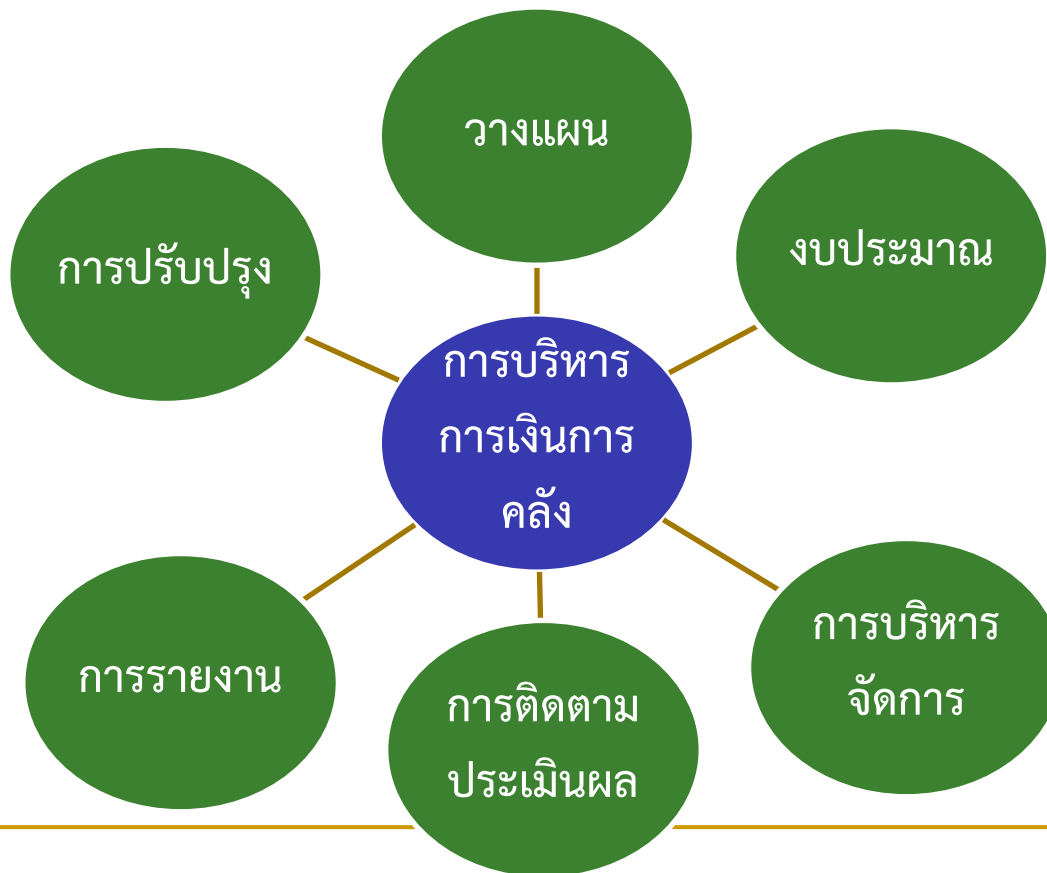 วางแผน
งบประมาณ
การปรับปรุง
การบริหาร
การเงินการ
คลัง
การบริหาร
จัดการ
การรายงาน
การติดตาม
ประเมินผล